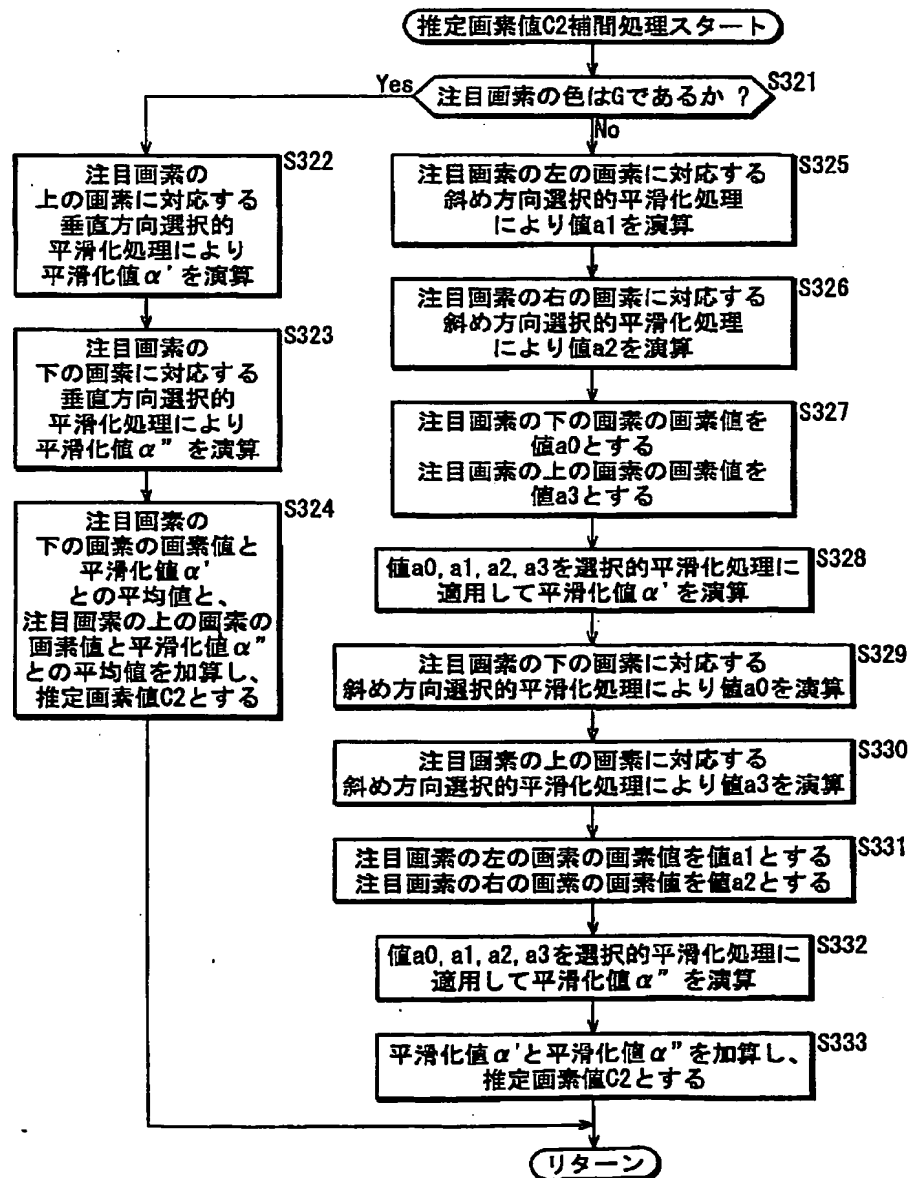 推定画素値C2補間処理スタート
S321
注目画素の色はGであるか ?
Yes
No
S322
注目画素の
上の画素に対応する
垂直方向選択的
平滑化処理により
平滑化値α'を演算
S323
注目画素の
下の画素に対応する
垂直方向選択的
平滑化処理により
平滑化値α"を演算
S324
注目画素の
下の画素の画素値と
平滑化値α'
との平均値と、
注目画素の上の画素の
画素値と平滑化値α"
との平均値を加算し、
推定画素値C2とする
S325
注目画素の左の画素に対応する
斜め方向選択的平滑化処理
により値a1を演算
S326
注目画素の右の画素に対応する
斜め方向選択的平滑化処理
により値a2を演算
S327
注目画素の下の画素の画素値を
値a0とする
注目画素の上の画素の画素値を
値a3とする
S328
値a0, a1, a2, a3を選択的平滑化処理に
適用して平滑化値α'を演算
S329
注目画素の下の画素に対応する
斜め方向選択的平滑化処理により値a0を演算
S330
注目画素の上の画素に対応する
斜め方向選択的平滑化処理により値a3を演算
S331
注目画素の左の画素の画素値を値a1とする
注目画素の右の画素の画素値を値a2とする
S332
値a0, a1, a2, a3を選択的平滑化処理に
適用して平滑化値α"を演算
S333
平滑化値α'と平滑化値α"を加算し、
推定画素値C2とする
リターン